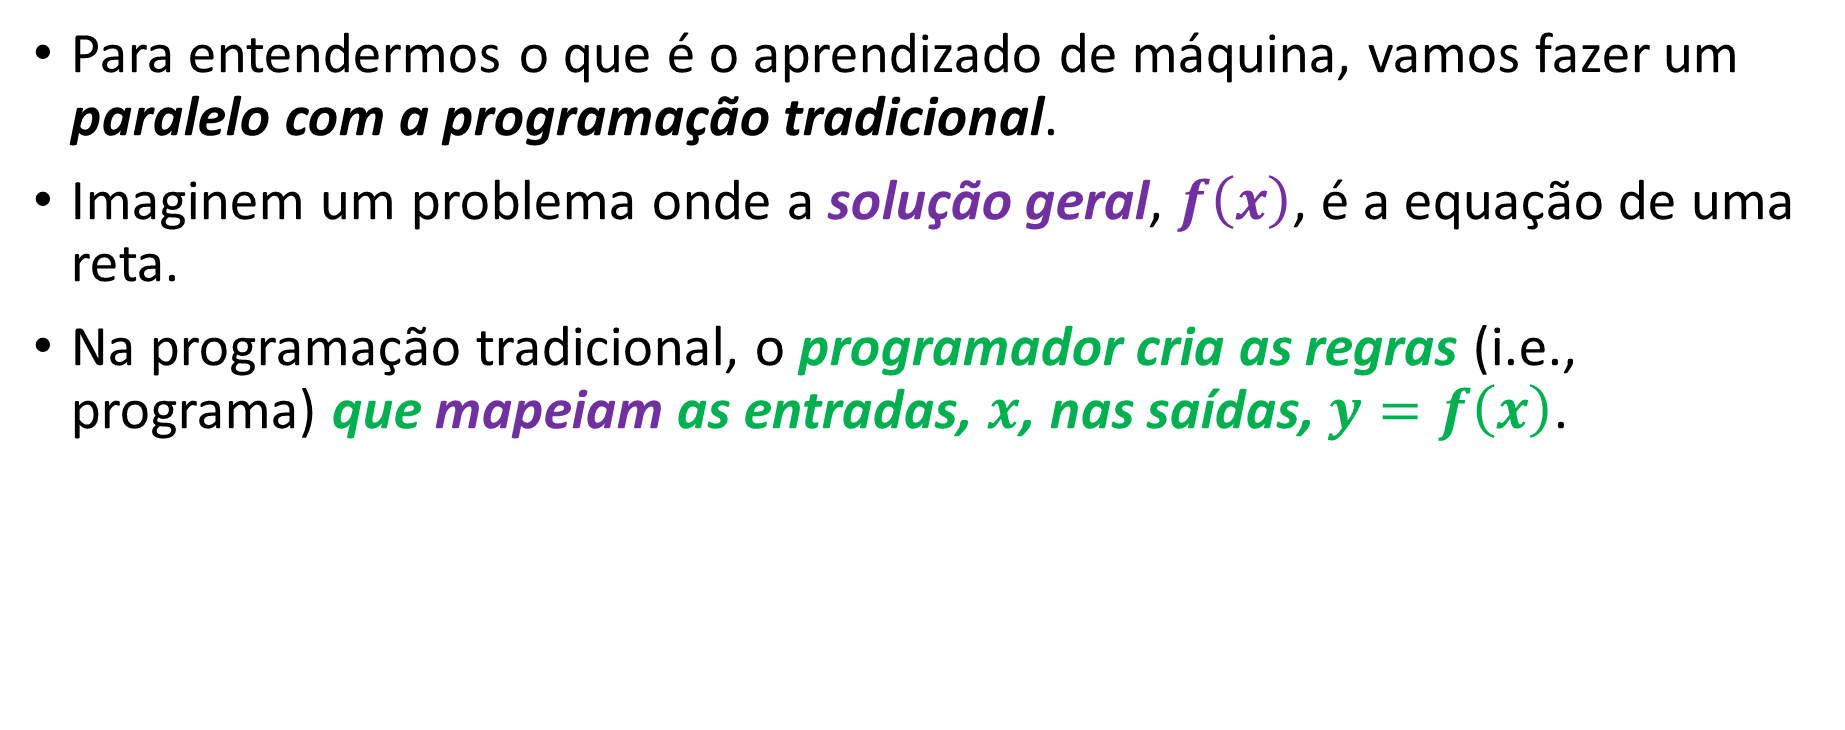 • Para entendermos o que é o aprendizado de máquina, vamos fazer um
paralelo com a programação tradicional.
• Imaginem um problema onde a solução geral, f(x), é a equação de uma
reta.
• Na programação tradicional, o programador cria as regras (i.e.,
programa) que mapeiam as entradas, x, nas saídas, y = f(x).